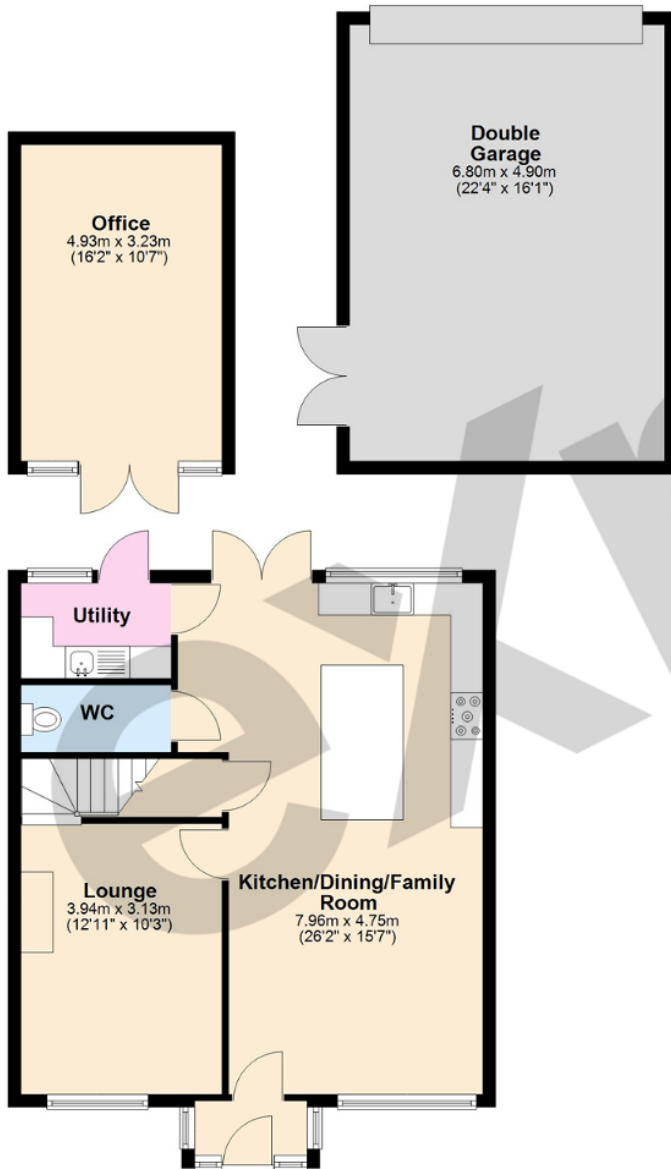 Double
Garage
6.80m x 4.90m
(22'4" x 16'1")
Office
4.93m x 3.23m
(16'2" x 10'7")
Utility
WC
Lounge
3.94m x 3.13m
(12'11" x 10'3")
Kitchen/Dining/Family
Room
7.96m x 4.75m
(26'2" x 15'7")